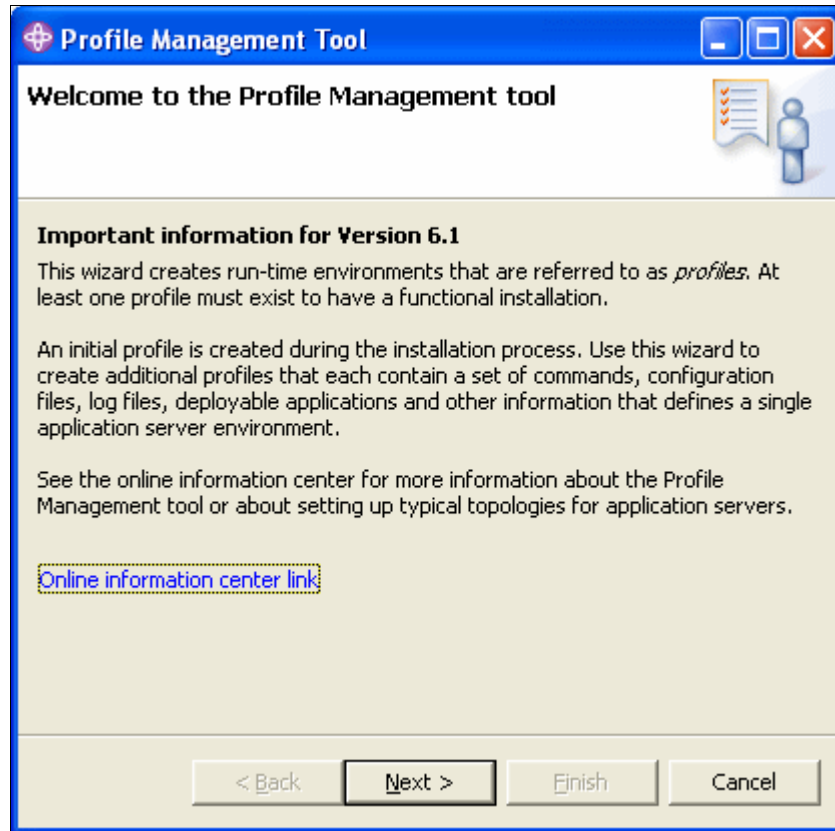 Profile Management Tool
Welcome to the Profile Management tool
Important information for Version 6.1
This wizard creates run-time environments that are referred to as profiles. At
least one profile must exist to have a functional installation.
An initial profile is created during the installation process. Use this wizard to
create additional profiles that each contain a set of commands, configuration
files, log files, deployable applications and other information that defines a single
application server environment.
See the online information center for more information about the Profile
Management tool or about setting up typical topologies for application servers.
Online information center link
< Back Next > Finish Cancel